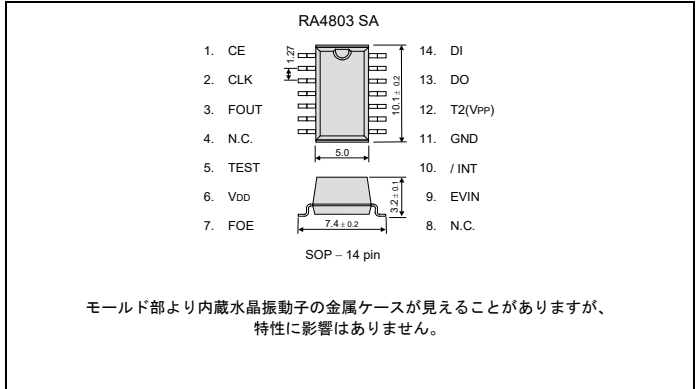 RA4803 SA
1. CE
2. CLK
3. FOUT
4. N.C.
5. TEST
6. VDD
7. FOE
1.27
10.1 ± 0.2
5.0
3.2 ± 0.1
7.4 ± 0.2
14. DI
13. DO
12. T2(VPP)
11. GND
10. / INT
9. EVIN
8. N.C.
SOP − 14 pin
モールド部より内蔵水晶振動子の金属ケースが見えることがありますが、
特性に影響はありません。